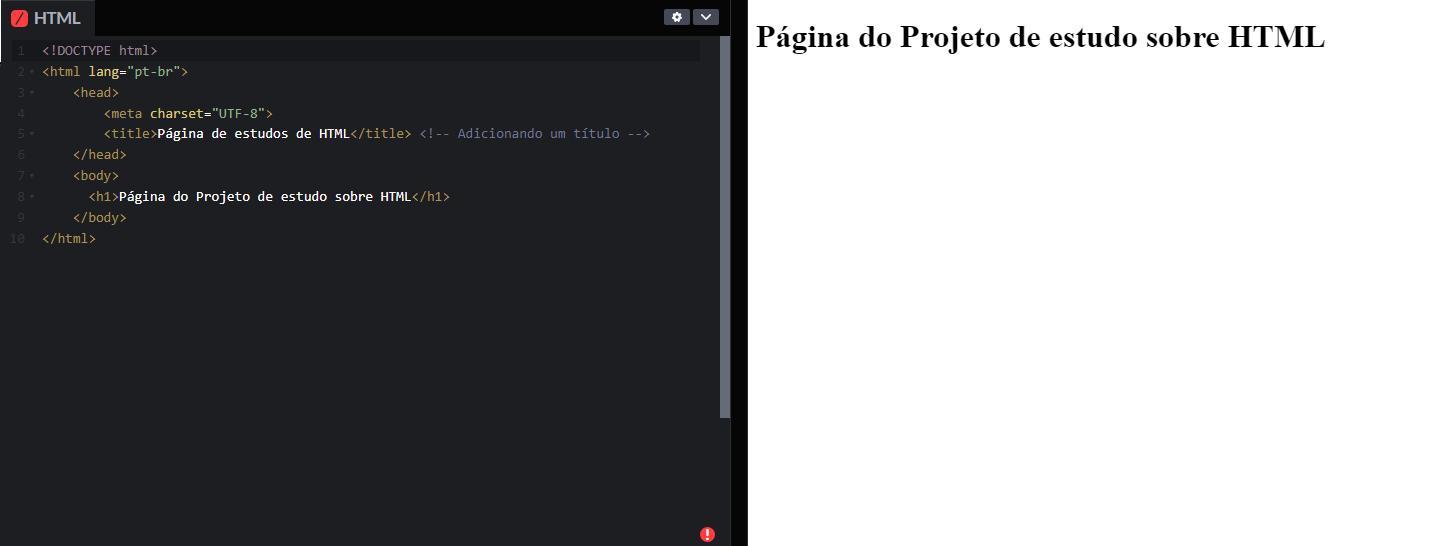 HTML
1 <!DOCTYPE html>
2 <html lang="pt-br">
3 <head>
4 <meta charset="UTF-8">
5 <title>Página de estudos de HTML</title> <!-- Adicionando um título -->
6 </head>
7 <body>
8 <h1>Página do Projeto de estudo sobre HTML</h1>
9 </body>
10 </html>
Página do Projeto de estudo sobre HTML